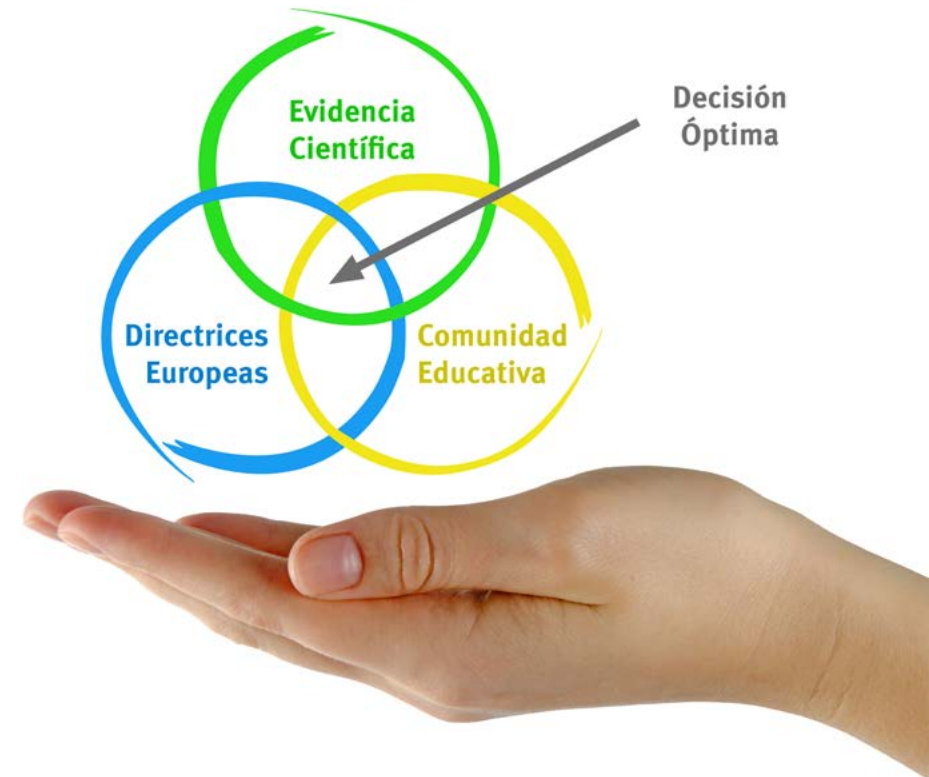 Evidencia
Científica
Decisión
Óptima
Directrices
Europeas
Comunidad
Educativa